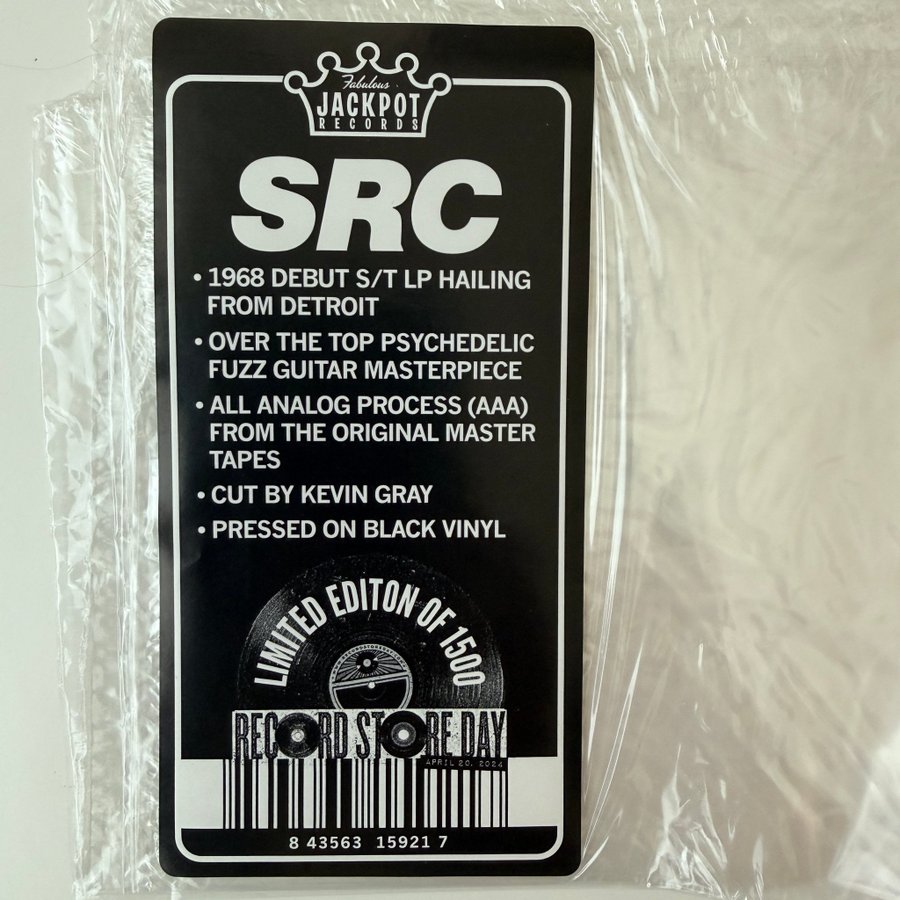 Fabulous
JACKPOT
RECORDS
SRC
• 1968 DEBUT S/T LP HAILING
FROM DETROIT
• OVER THE TOP PSYCHEDELIC
FUZZ GUITAR MASTERPIECE
• ALL ANALOG PROCESS (AAA)
FROM THE ORIGINAL MASTER
TAPES
• CUT BY KEVIN GRAY
• PRESSED ON BLACK VINYL
LIMITED EDITON OF 1500
RECORD STORE DAY
APRIL 20, 2024
8 43563 15921 7